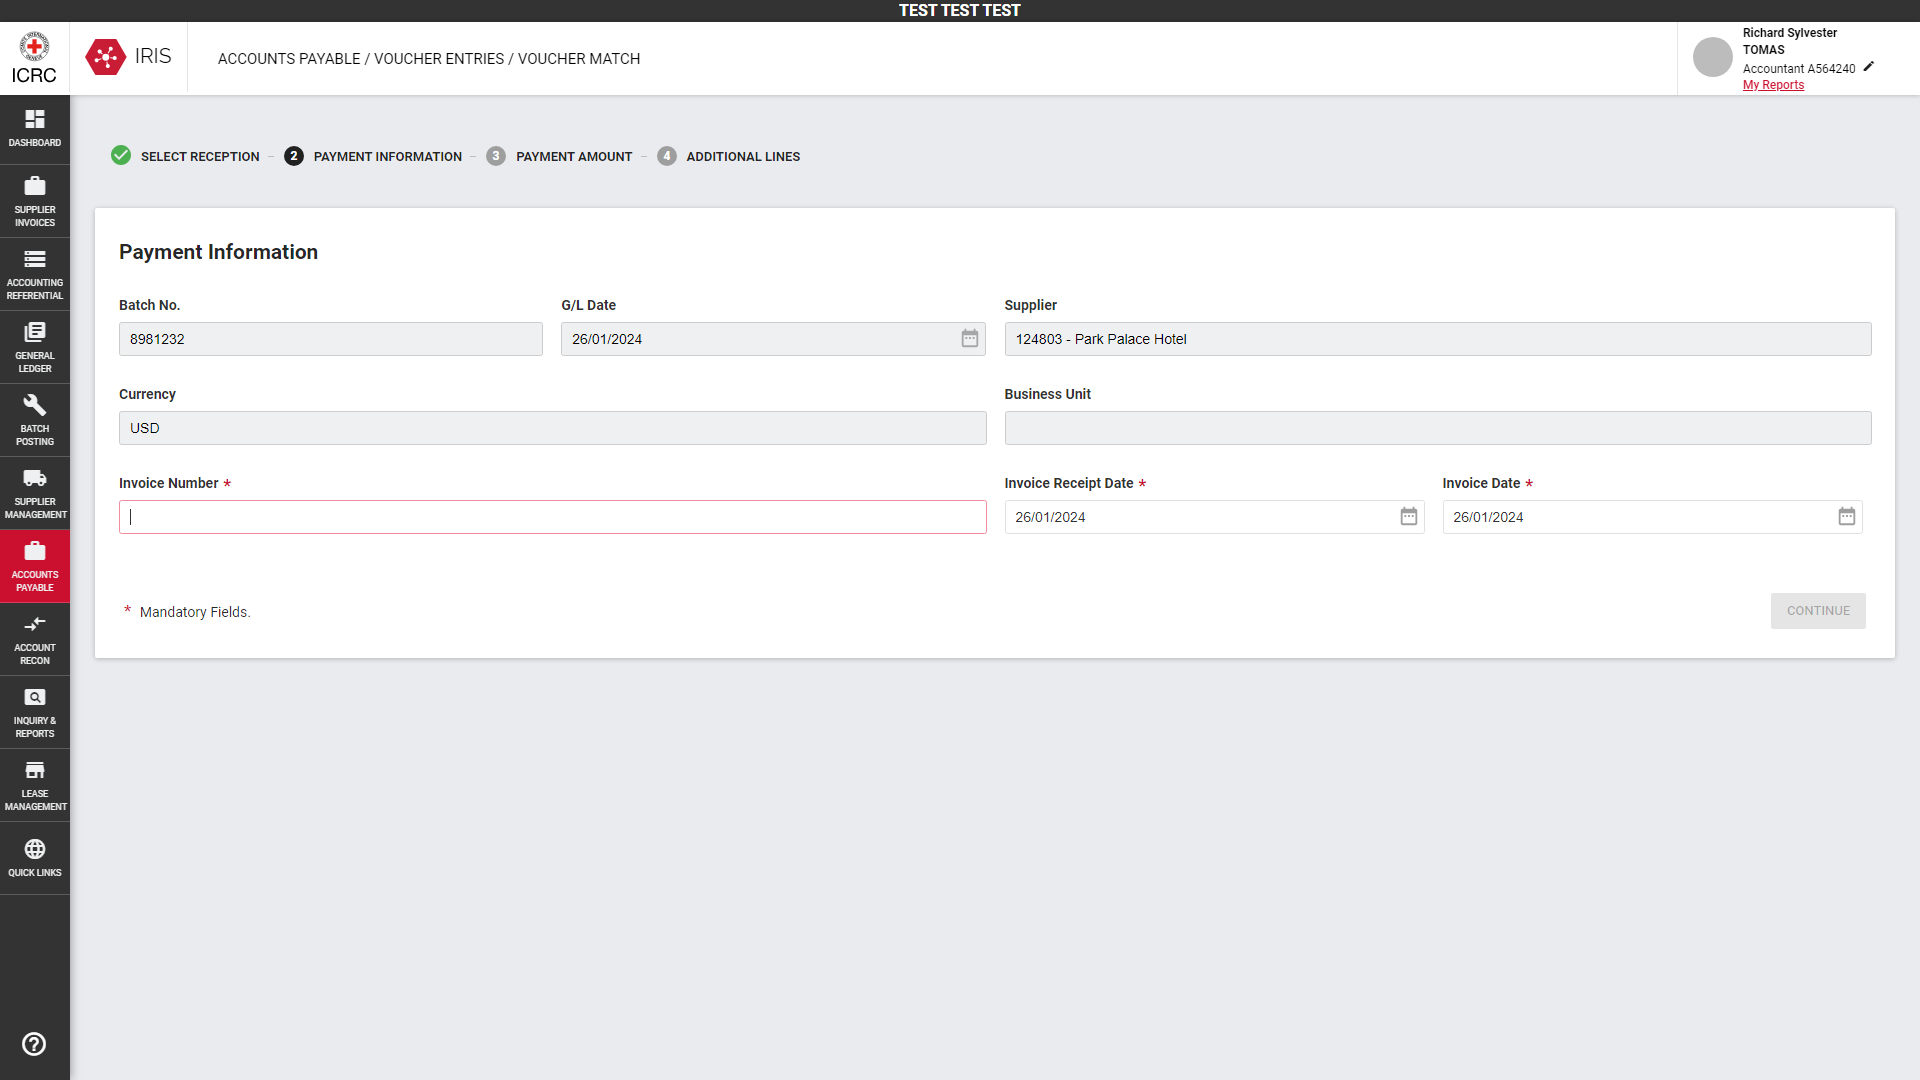 TEST TEST TEST
ICRC
IRIS
ACCOUNTS PAYABLE / VOUCHER ENTRIES / VOUCHER MATCH
Richard Sylvester
TOMAS
Accountant A564240
My Reports
DASHBOARD
SUPPLIER
INVOICES
ACCOUNTING
REFERENTIAL
GENERAL
LEDGER
BATCH
POSTING
SUPPLIER
MANAGEMENT
ACCOUNTS
PAYABLE
ACCOUNT
RECON
INQUIRY &
REPORTS
LEASE
MANAGEMENT
QUICK LINKS
SELECT RECEPTION – 2 PAYMENT INFORMATION – 3 PAYMENT AMOUNT – 4 ADDITIONAL LINES
Payment Information
Batch No. G/L Date Supplier
8981232 26/01/2024 124803 - Park Palace Hotel
Currency Business Unit
USD
Invoice Number * Invoice Receipt Date * Invoice Date *
26/01/2024 26/01/2024
* Mandatory Fields.
CONTINUE